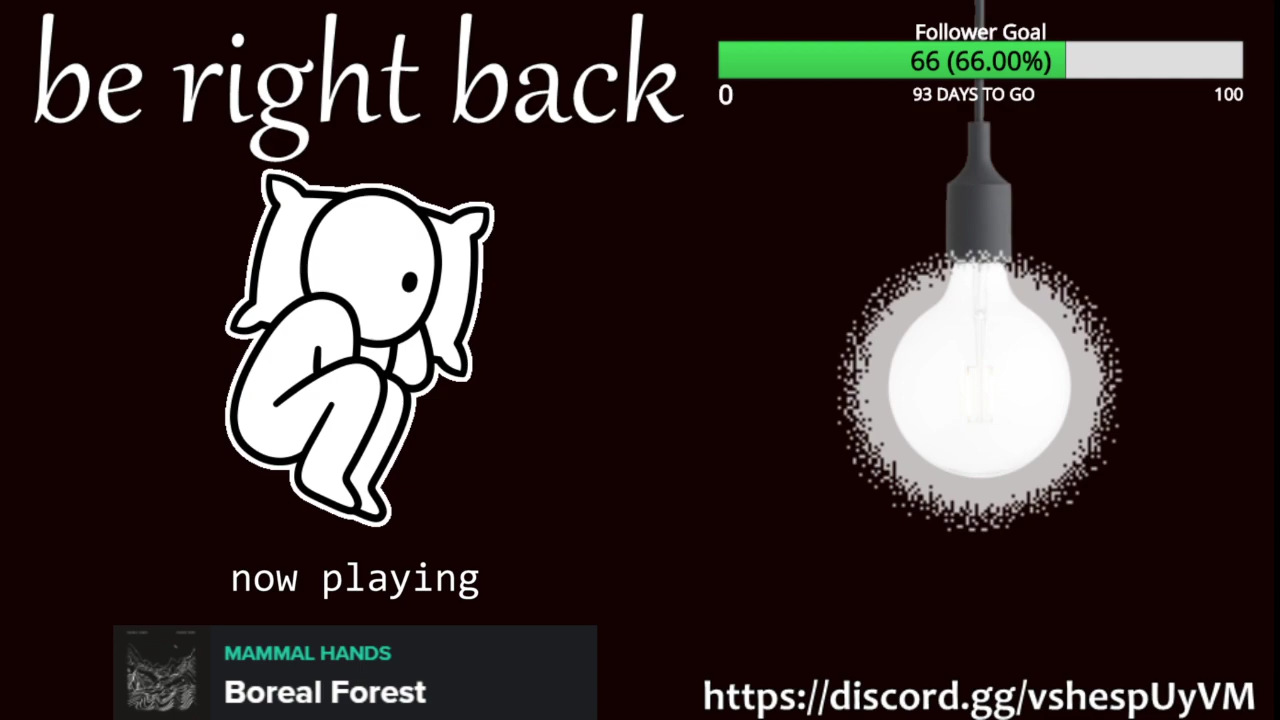 be right back
Follower Goal
66 (66.00%)
0
93 DAYS TO GO
100
now playing
MAMMAL HANDS
Boreal Forest
https://discord.gg/vshespUyVM